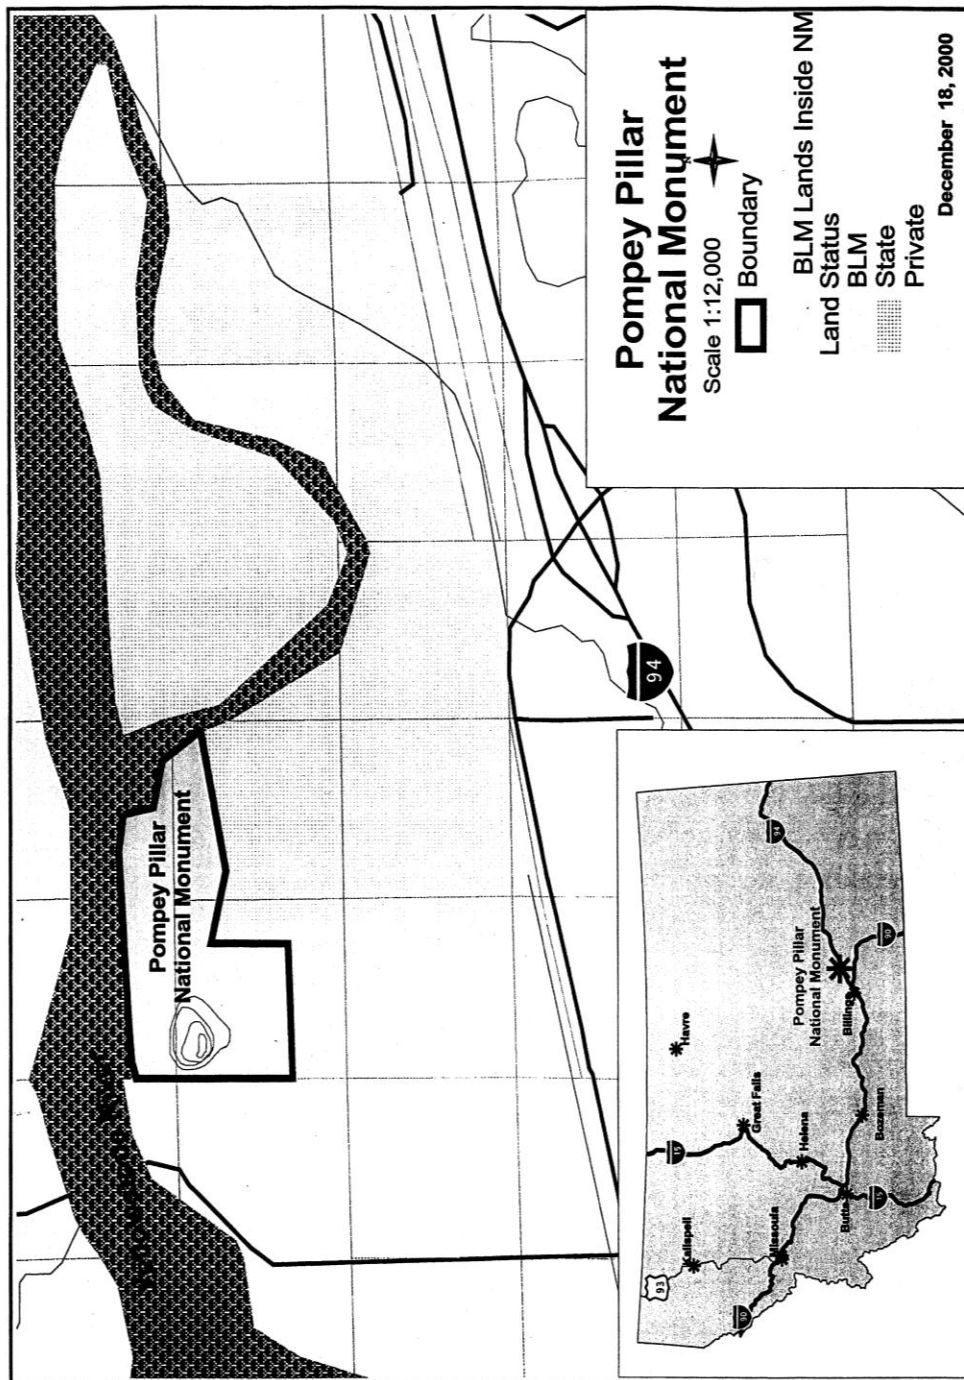 Pompey Pillar
National Monument
94
Pompey Pillar
National Monument
Scale 1:12,000
N
Boundary
BLM Lands Inside NM
Land Status
BLM
State
Private
December 18, 2000
93
Kalispell
90
Missoula
15
Great Falls
Havre
Helena
Butte
Bozeman
Pompey Pillar
National Monument
Billings
94
90